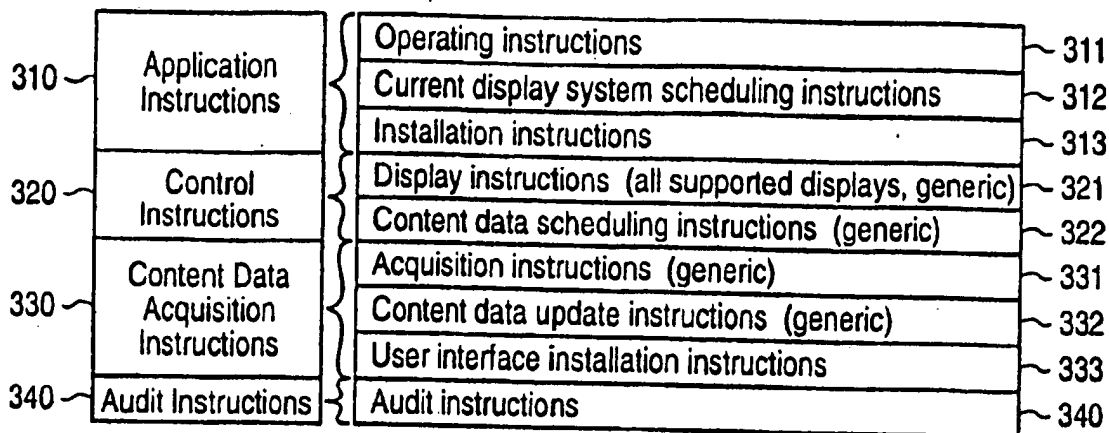 310
Application
Instructions
Operating instructions
311
Current display system scheduling instructions
312
Installation instructions
313
320
Control
Instructions
Display instructions (all supported displays, generic)
321
Content data scheduling instructions (generic)
322
330
Content Data
Acquisition
Instructions
Acquisition instructions (generic)
331
Content data update instructions (generic)
332
User interface installation instructions
333
340
Audit Instructions
Audit instructions
340